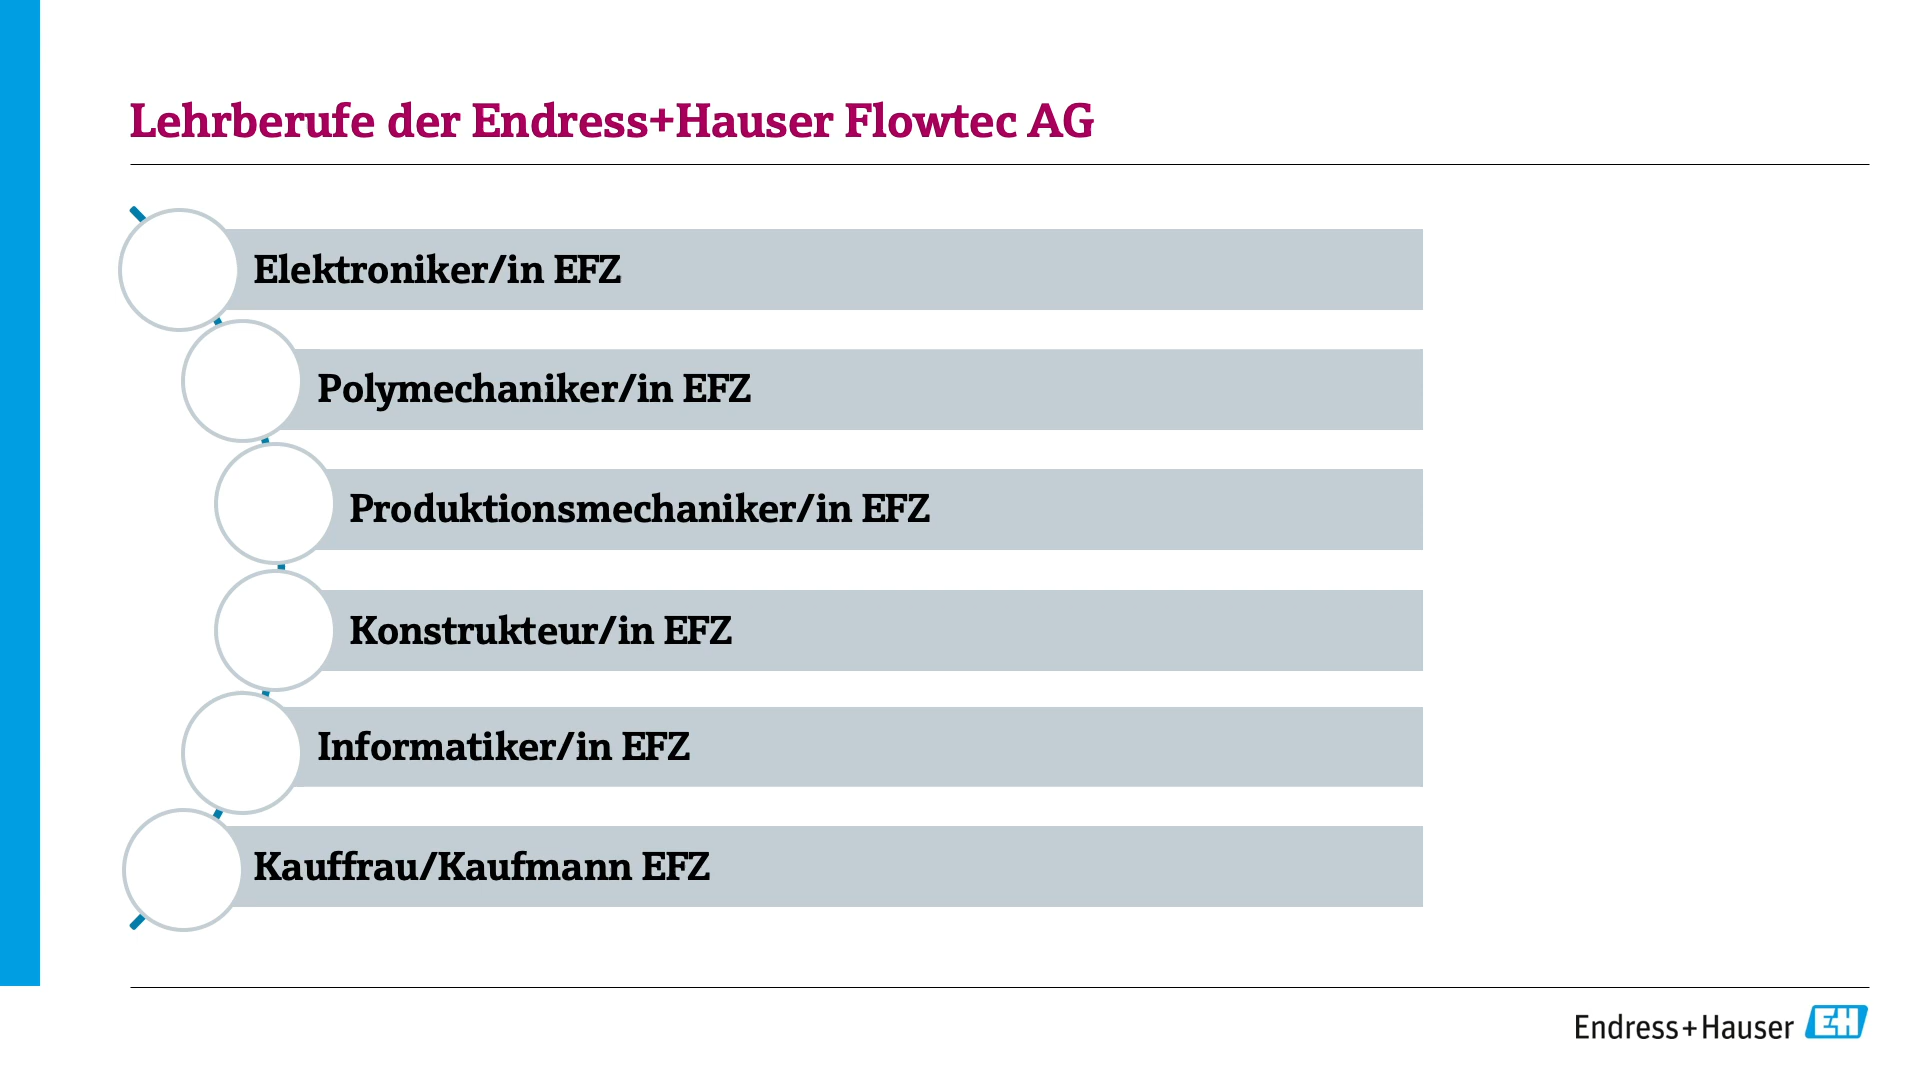 Lehrberufe der Endress+Hauser Flowtec AG
Elektroniker/in EFZ
Polymechaniker/in EFZ
Produktionsmechaniker/in EFZ
Konstrukteur/in EFZ
Informatiker/in EFZ
Kauffrau/Kaufmann EFZ
Endress+Hauser EH